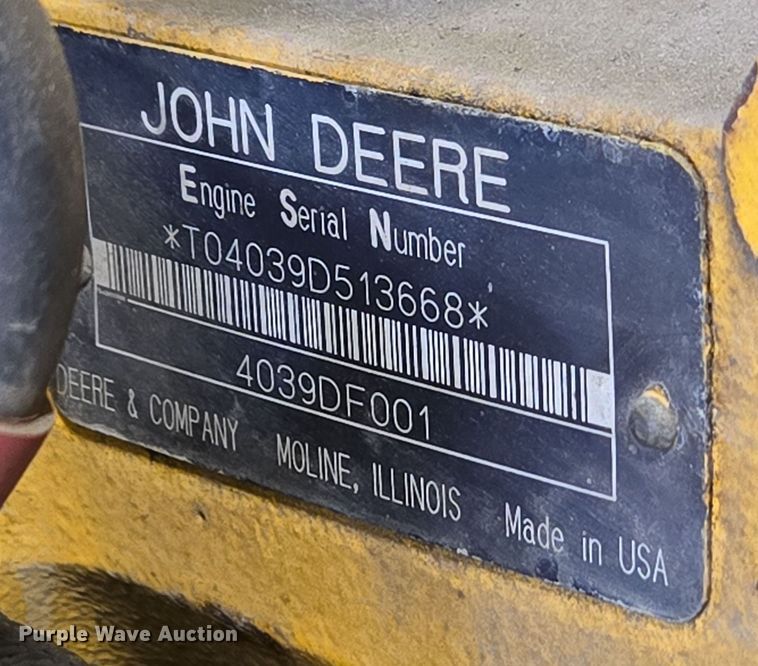 JOHN DEERE
Engine Serial Number
*T04039D513668*
4039DF001
DEERE & COMPANY MOLINE, ILLINOIS Made in USA
Purple Wave Auction